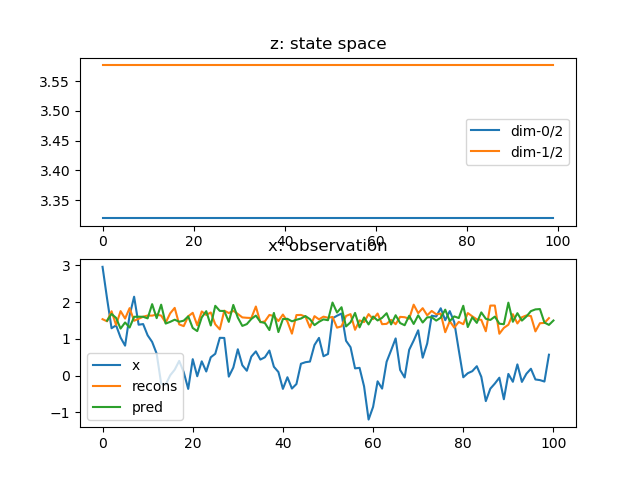 z: state space
3.55
3.50
3.45
3.40
3.35
dim-0/2
dim-1/2
0 20 40 60 80 100
x: observation
3
2
1
0
−1
x
recons
pred
0 20 40 60 80 100